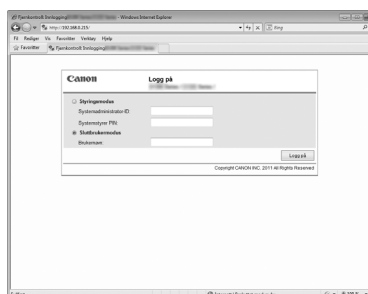 Fjernkontroll: Innlogging Windows Internet Explorer
http://192.168.0.215/
Bing
Fil Rediger Vis Favoritter Verktøy Hjelp
Favoritter Fjernkontroll: Innlogging
Canon
Logg på
Styringsmodus
Systemadministrator-ID
Systemstyrer PIN
Sluttbrukermodus
Brukernavn:
Logg på
Copyright CANON INC. 2011 All Rights Reserved